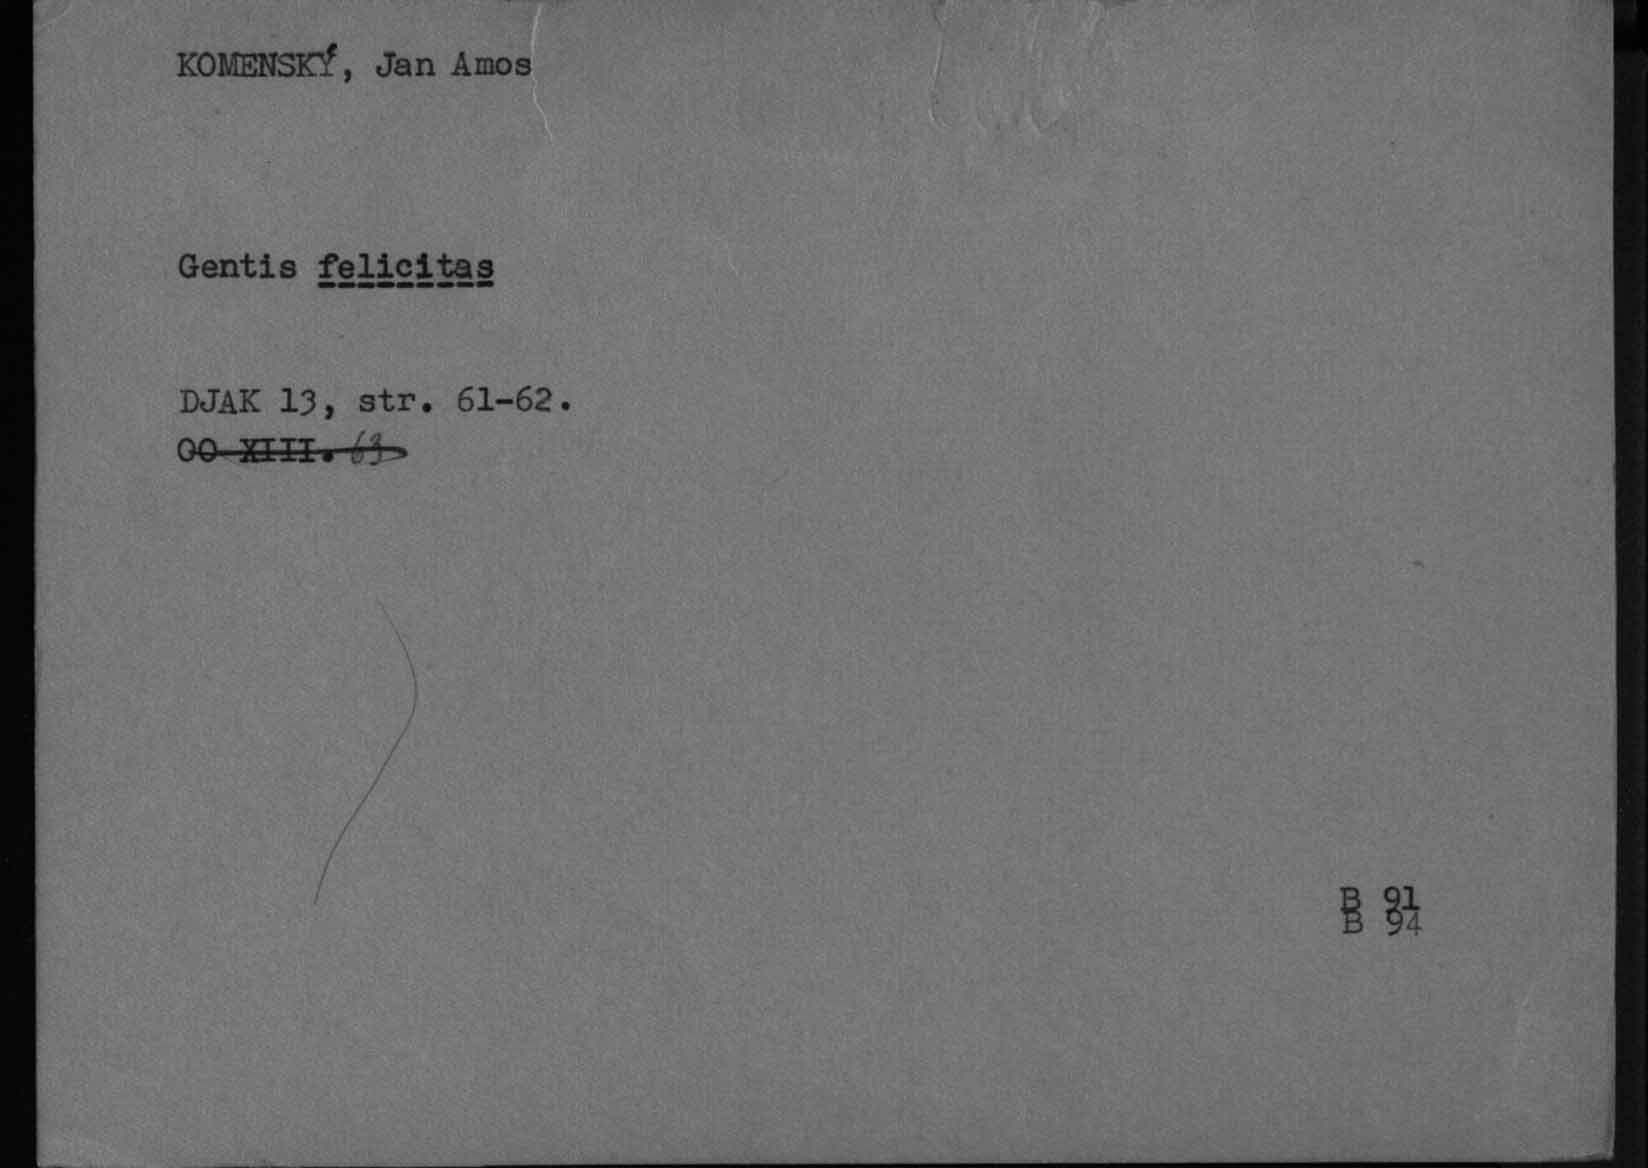 KOMENSKÝ, Jan Amos
Gentis felicitas
DJAK 13, str. 61-62.
OO XIII. 63
B 91
B 94